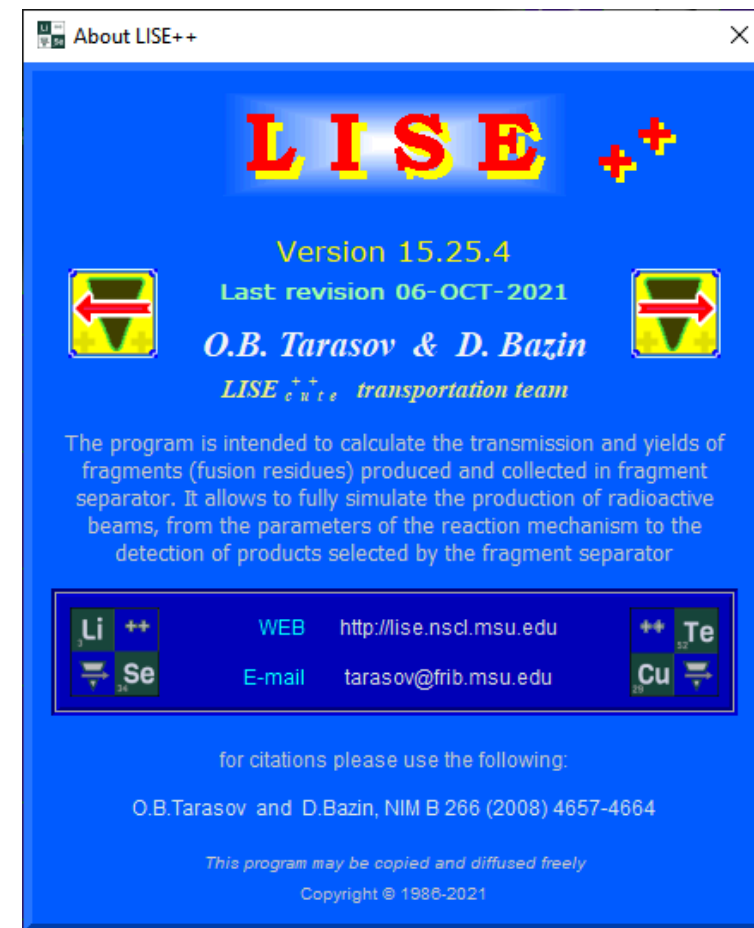 About LISE++
L I S E ++
Version 15.25.4
Last revision 06-OCT-2021
O.B. Tarasov & D. Bazin
LISE c u + + t e transportation team
The program is intended to calculate the transmission and yields of
fragments (fusion residues) produced and collected in fragment
separator. It allows to fully simulate the production of radioactive
beams, from the parameters of the reaction mechanism to the
detection of products selected by the fragment separator
Li ++
3
WEB http://lise.nscl.msu.edu
++ Te
52
Se
34
E-mail tarasov@frib.msu.edu
Cu
29
for citations please use the following:
O.B.Tarasov and D.Bazin, NIM B 266 (2008) 4657-4664
This program may be copied and diffused freely
Copyright © 1986-2021